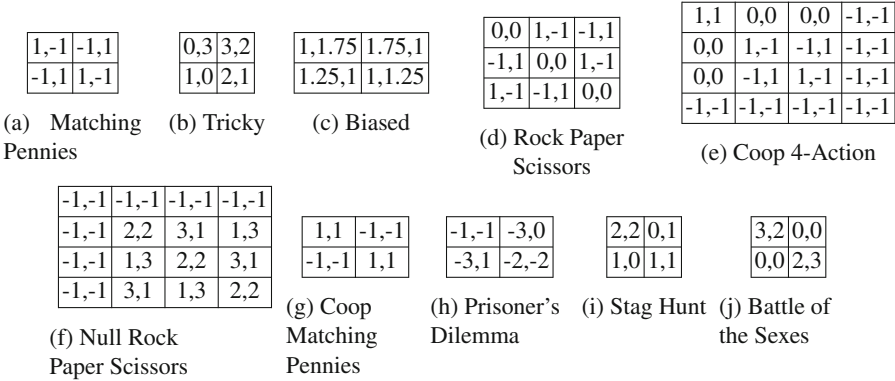 1,-1 -1,1
-1,1 1,-1
(a) Matching
Pennies
0,3 3,2
1,0 2,1
(b) Tricky
1,1.75 1.75,1
1.25,1 1,1.25
(c) Biased
0,0 1,-1 -1,1
-1,1 0,0 1,-1
1,-1 -1,1 0,0
(d) Rock Paper
Scissors
1,1 0,0 0,0 -1,-1
0,0 1,-1 -1,1 -1,-1
0,0 -1,1 1,-1 -1,-1
-1,-1 -1,-1 -1,-1 -1,-1
(e) Coop 4-Action
-1,-1 -1,-1 -1,-1 -1,-1
-1,-1 2,2 3,1 1,3
-1,-1 1,3 2,2 3,1
-1,-1 3,1 1,3 2,2
(f) Null Rock
Paper Scissors
1,1 -1,-1
-1,-1 1,1
(g) Coop
Matching
Pennies
-1,-1 -3,0
-3,1 -2,-2
(h) Prisoner's
Dilemma
2,2 0,1
1,0 1,1
(i) Stag Hunt
3,2 0,0
0,0 2,3
(j) Battle of
the Sexes